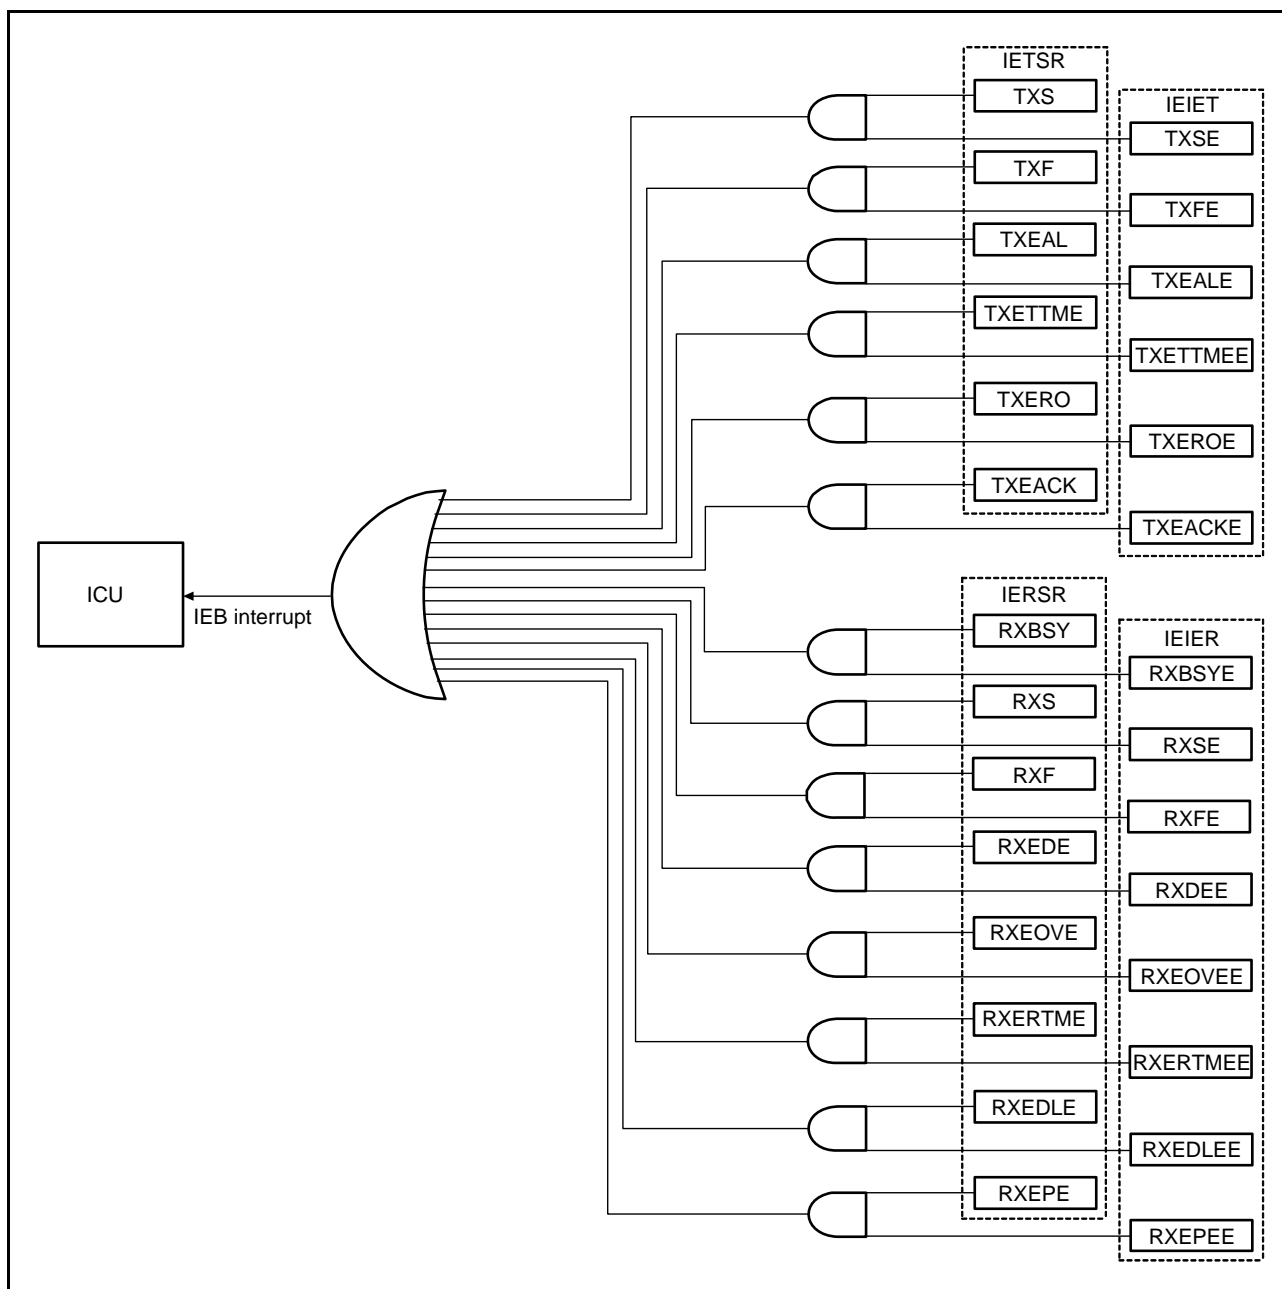 IETSR
TXS
IEIET
TXSE
TXF
TXFE
TXEAL
TXEALE
TXETTME
TXETTMEE
TXERO
TXEROE
TXEACK
TXEACKE
ICU
IEB interrupt
IERSR
RXBSY
IEIER
RXBSYE
RXS
RXSE
RXF
RXFE
RXEDE
RXDEE
RXEOVE
RXEOVEE
RXERTME
RXERTMEE
RXEDLE
RXEDLEE
RXEPE
RXEPEE